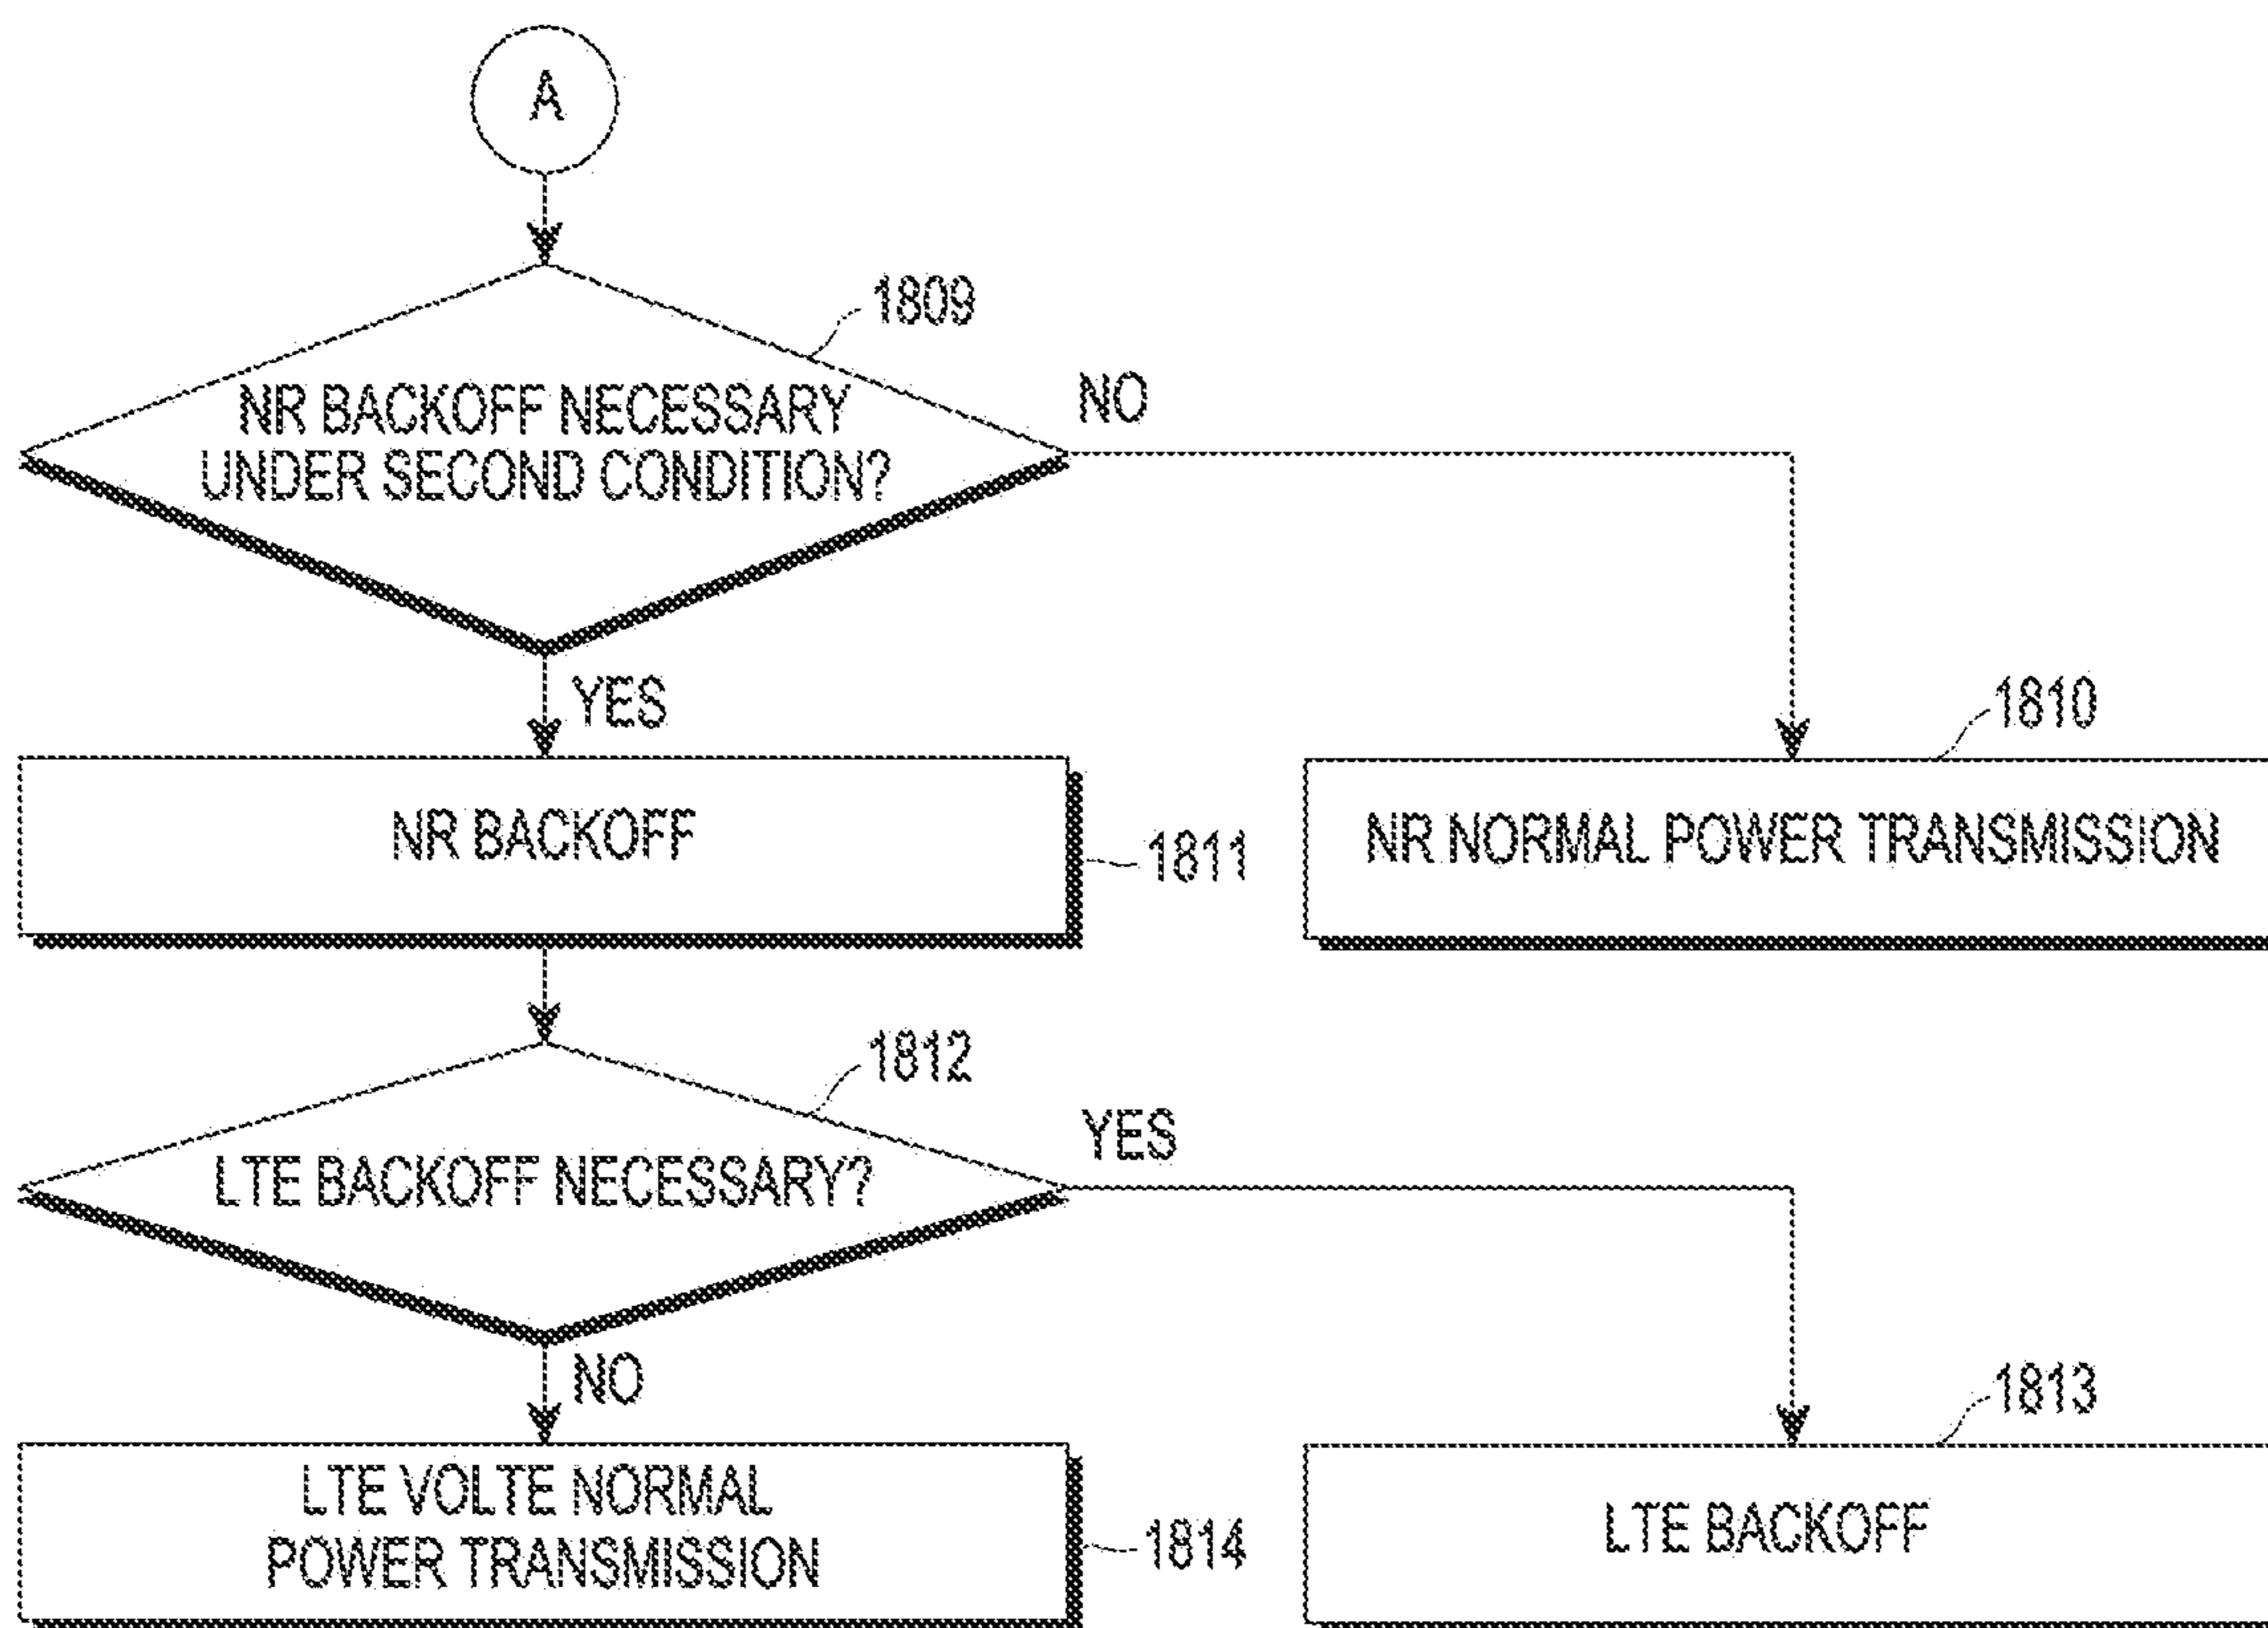 A
1809
NR BACKOFF NECESSARY
UNDER SECOND CONDITION?
NO
YES
1810
NR BACKOFF
1811
NR NORMAL POWER TRANSMISSION
1812
LTE BACKOFF NECESSARY?
YES
NO
1813
LTE VOLTE NORMAL
POWER TRANSMISSION
1814
LTE BACKOFF